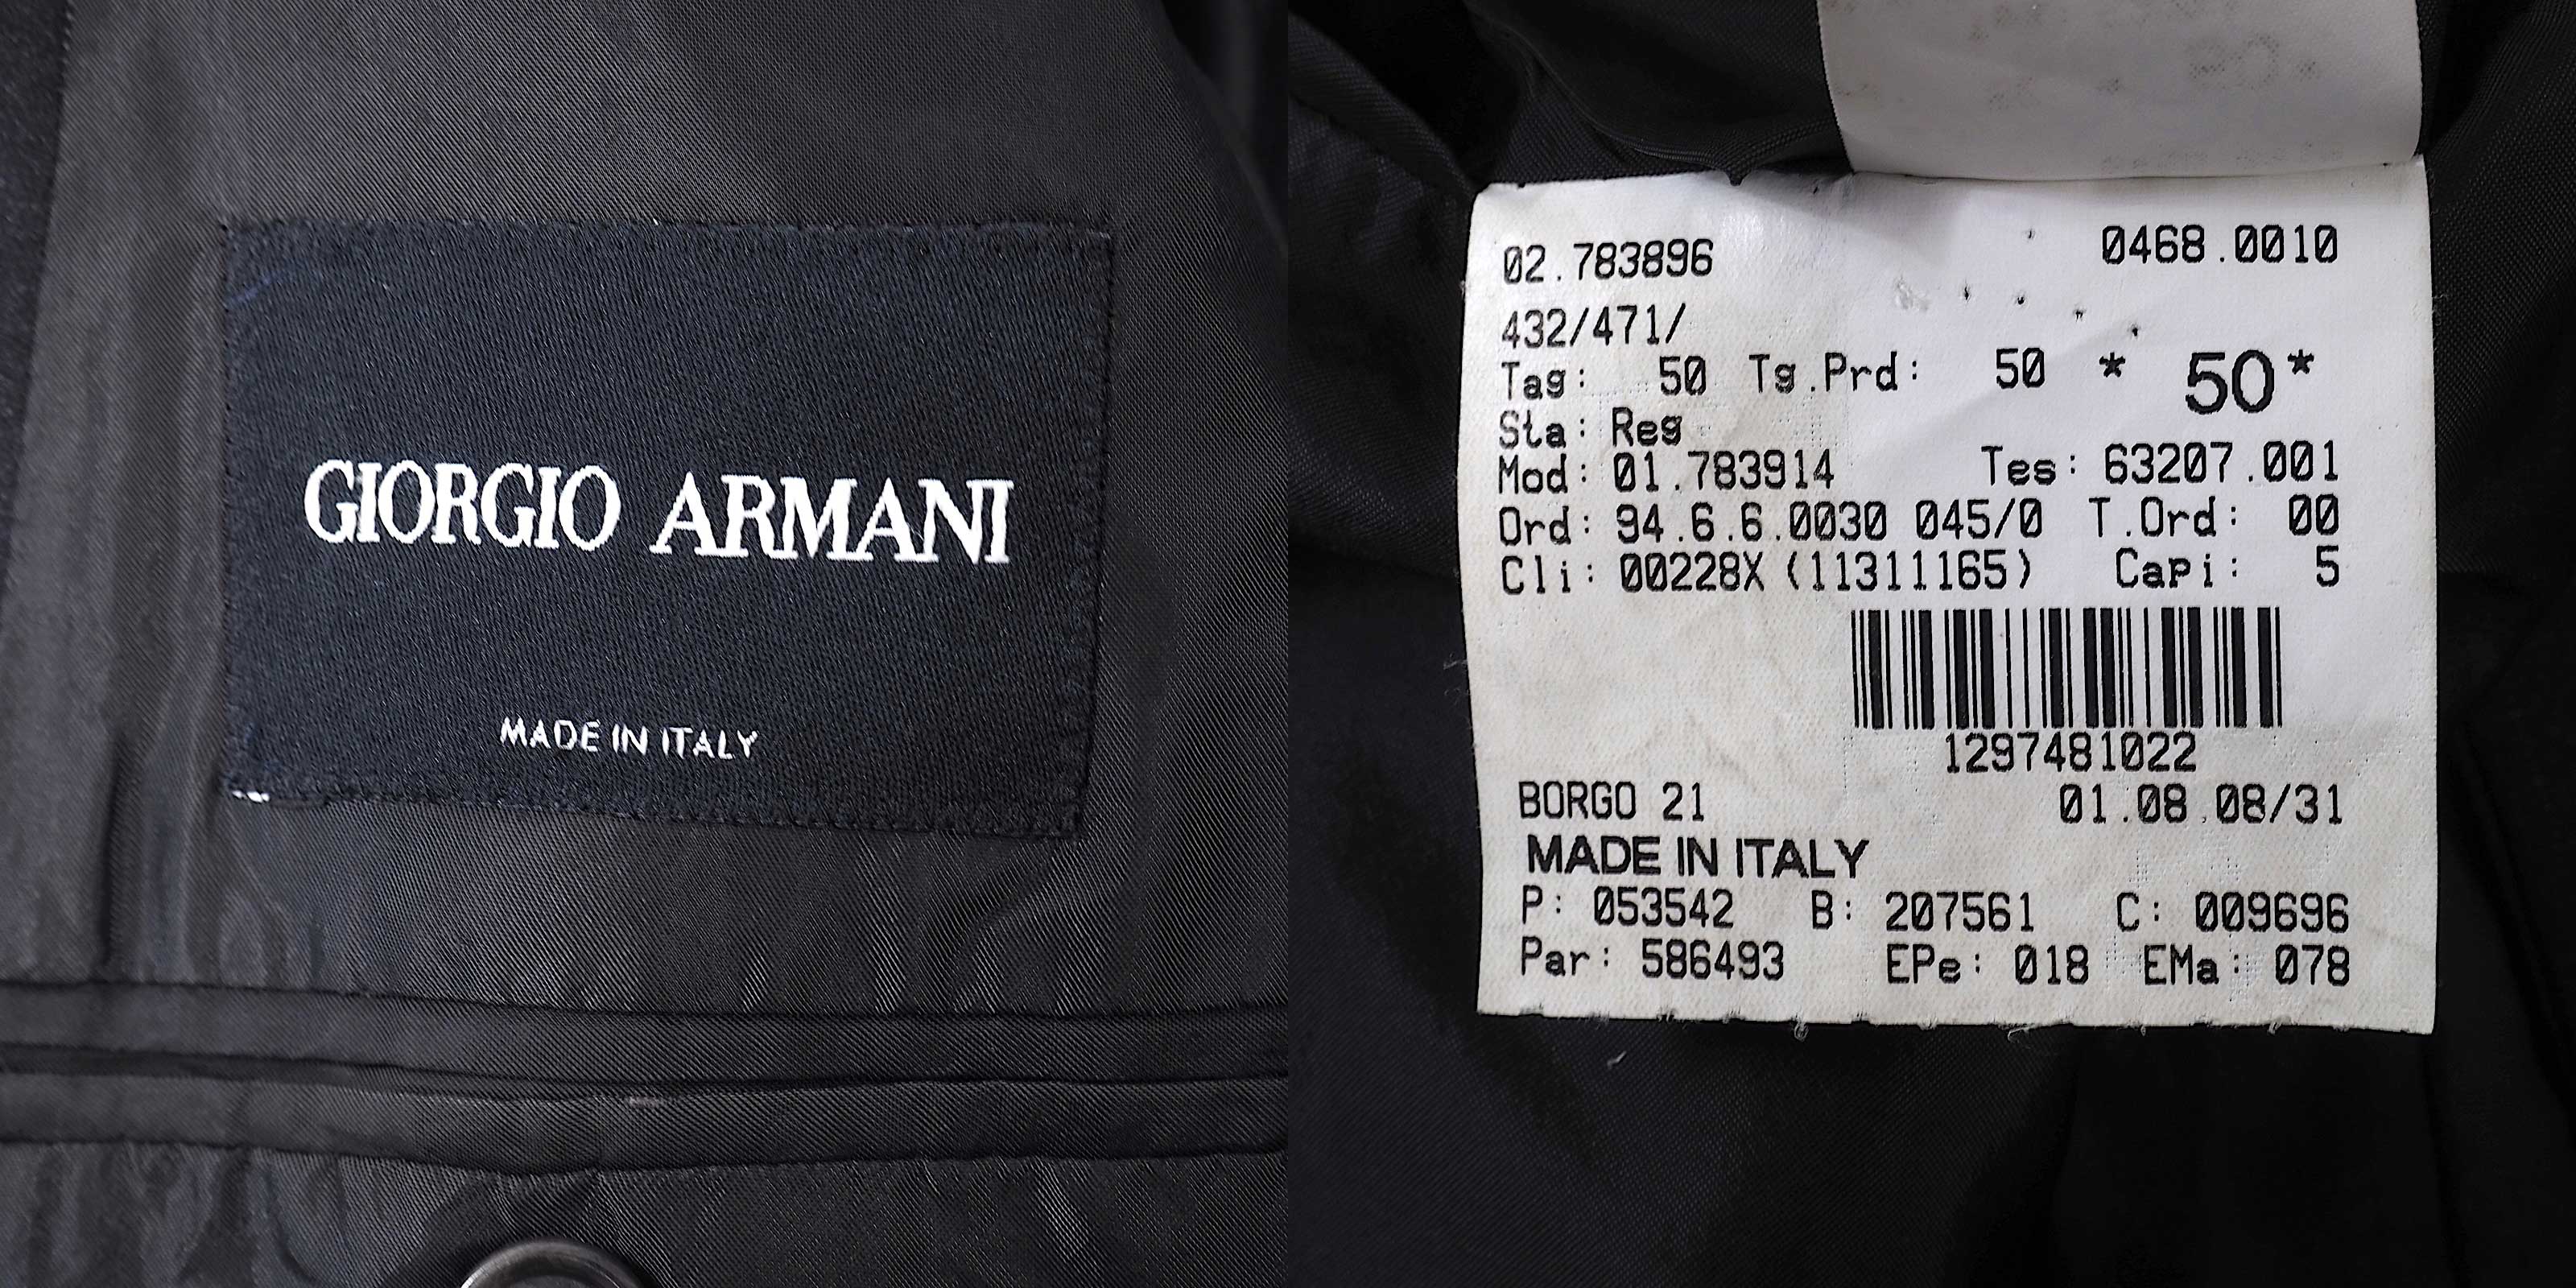 GIORGIO ARMANI
MADE IN ITALY
02.783896 0468.0010
432/471/
Tag: 50 Tg.Prd: 50 * 50*
Sta: Reg
Mod: 01.783914 Tes: 63207.001
Ord: 94.6.6.0030 045/0 T.Ord: 00
Cli: 00228X (11311165) Capi: 5
1297481022
BORGO 21 01.08.08/31
MADE IN ITALY
P: 053542 B: 207561 C: 009696
Par: 586493 EPe: 018 EMa: 078